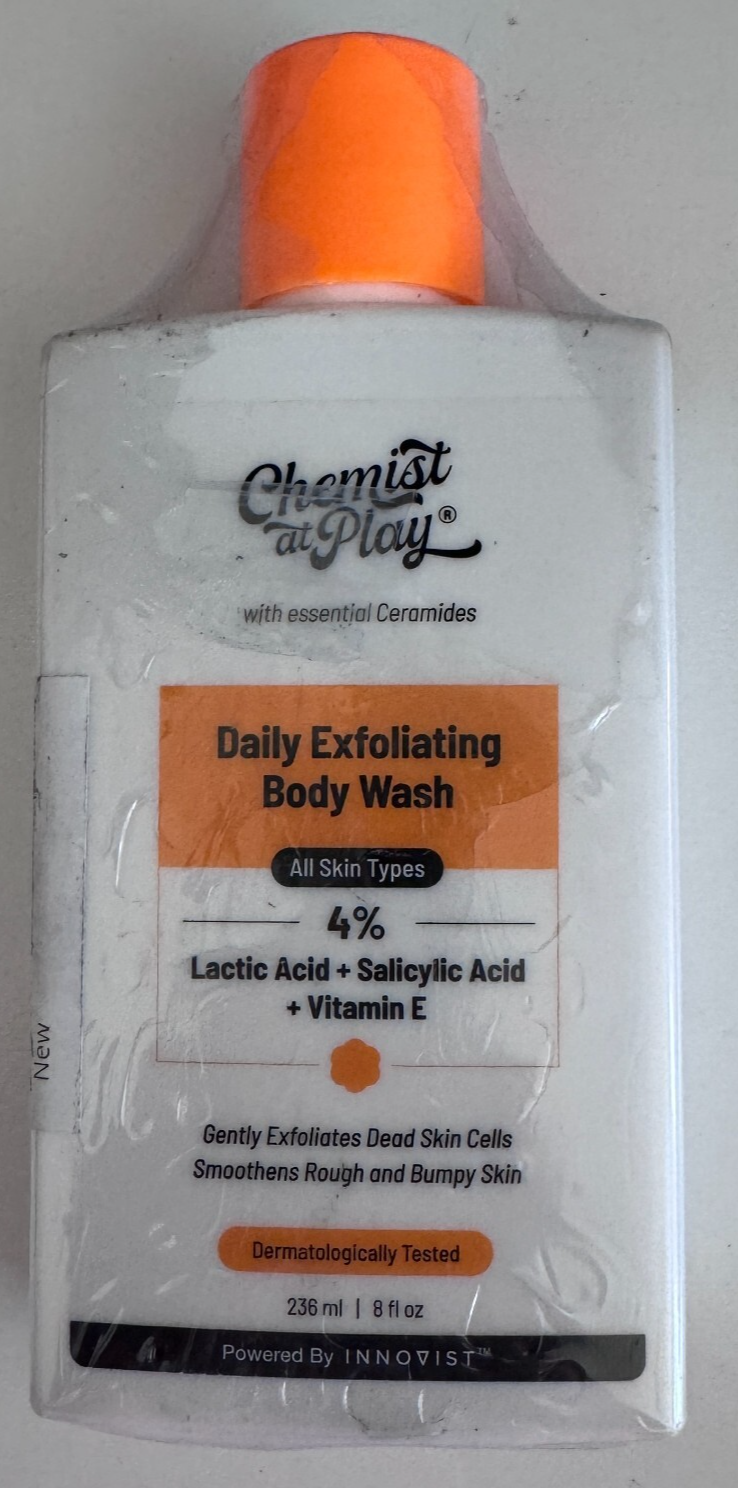 Chemist
at Play®
with essential Ceramides
Daily Exfoliating
Body Wash
All Skin Types
4%
Lactic Acid + Salicylic Acid
+ Vitamin E
New
Gently Exfoliates Dead Skin Cells
Smoothens Rough and Bumpy Skin
Dermatologically Tested
236 ml | 8 fl oz
Powered By INNOVIST™